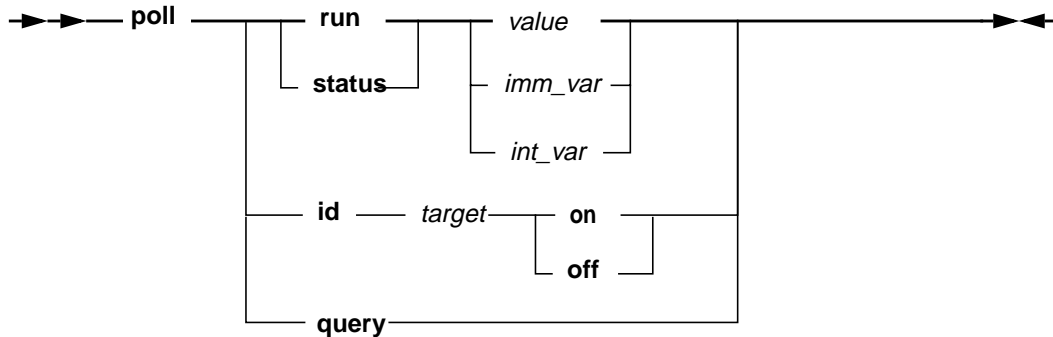 poll run value
status imm_var
int_var
id target on
off
query